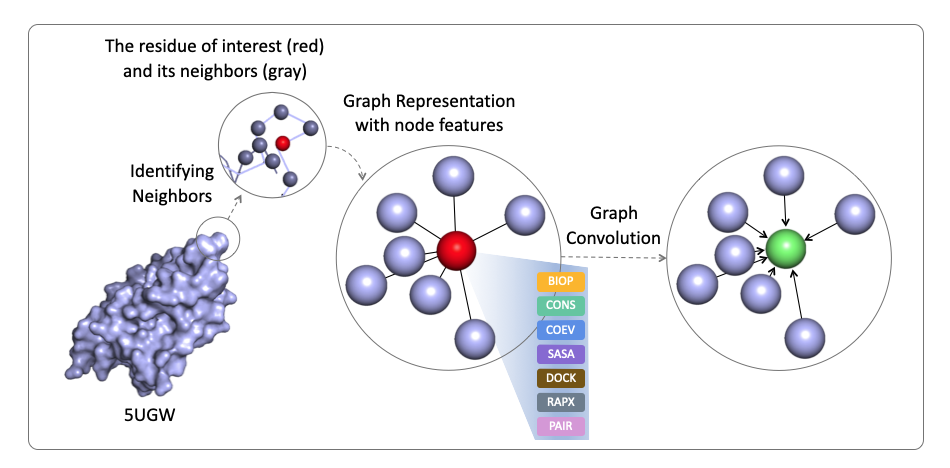 The residue of interest (red)
and its neighbors (gray)
Graph Representation
with node features
Identifying
Neighbors
Graph
Convolution
BIOP
CONS
COEV
SASA
DOCK
RAPX
PAIR
5UGW